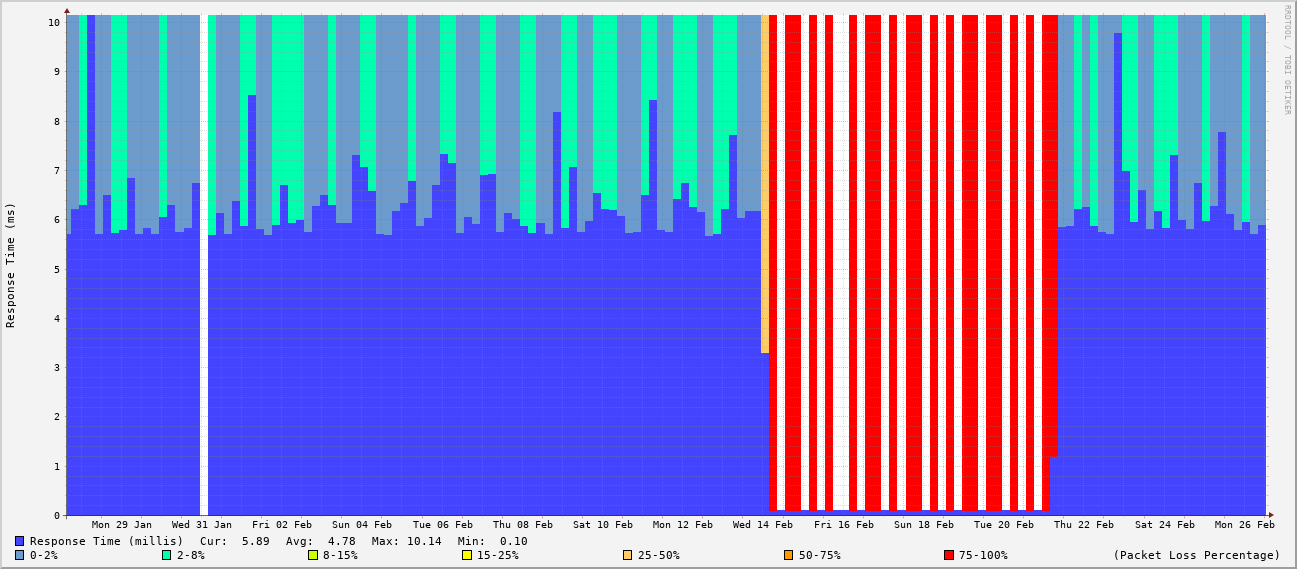 RRDTOOL / TOBI OETIKER
Response Time (ms)
10
9
8
7
6
5
4
3
2
1
0
Mon 29 Jan Wed 31 Jan Fri 02 Feb Sun 04 Feb Tue 06 Feb Thu 08 Feb Sat 10 Feb Mon 12 Feb Wed 14 Feb Fri 16 Feb Sun 18 Feb Tue 20 Feb Thu 22 Feb Sat 24 Feb Mon 26 Feb
Response Time (millis) Cur: 5.89 Avg: 4.78 Max: 10.14 Min: 0.10
0-2% 2-8% 8-15% 15-25% 25-50% 50-75% 75-100% (Packet Loss Percentage)